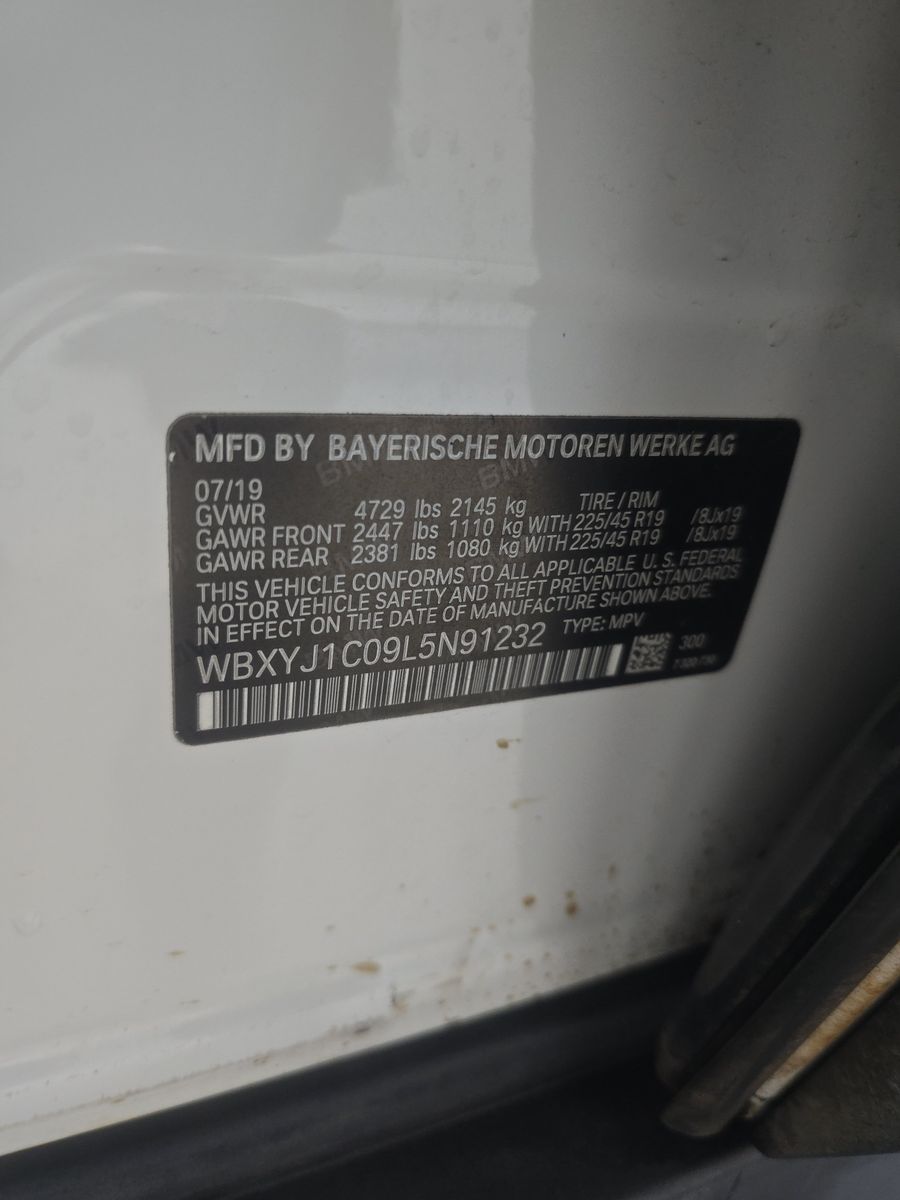 MFD BY BAYERISCHE MOTOREN WERKE AG
07/19
GVWR 4729 lbs 2145 kg TIRE / RIM
GAWR FRONT 2447 lbs 1110 kg WITH 225/45 R19 /8Jx19
GAWR REAR 2381 lbs 1080 kg WITH 225/45 R19 /8Jx19
THIS VEHICLE CONFORMS TO ALL APPLICABLE U. S. FEDERAL
MOTOR VEHICLE SAFETY AND THEFT PREVENTION STANDARDS
IN EFFECT ON THE DATE OF MANUFACTURE SHOWN ABOVE.
WBXYJ1C09L5N91232 TYPE: MPV
300